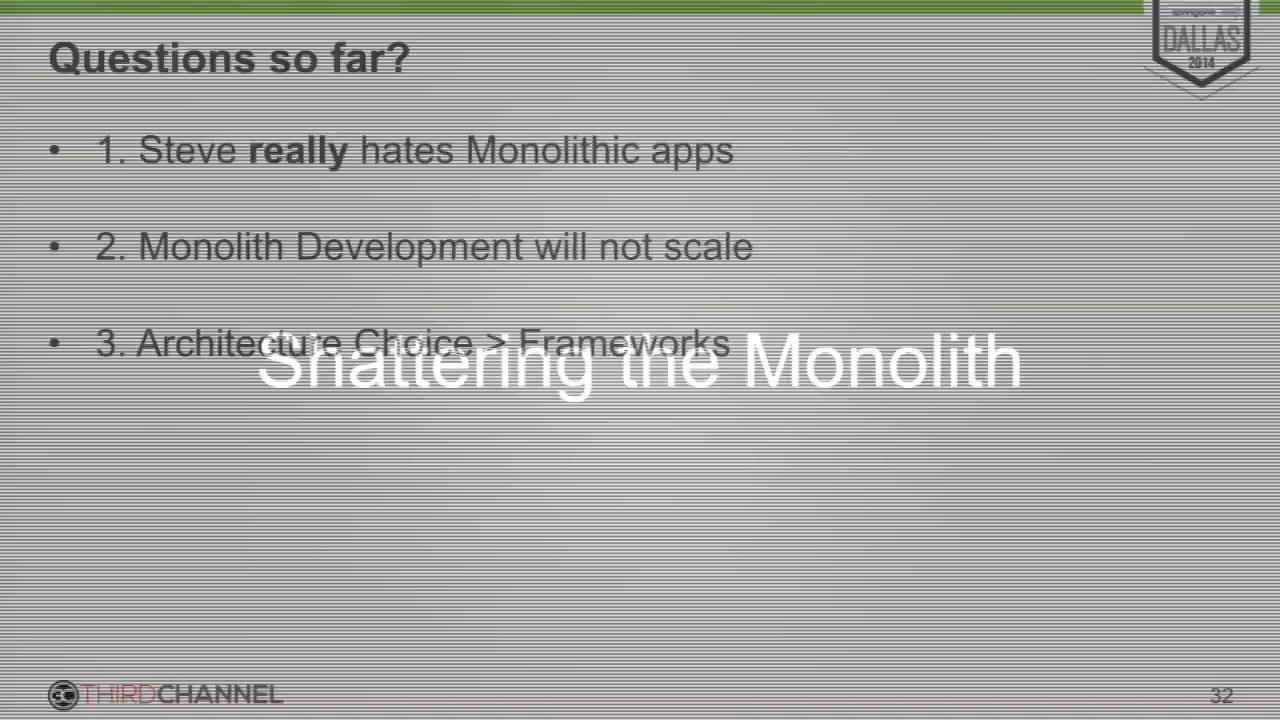 Questions so far?
DALLAS
2014
• 1. Steve really hates Monolithic apps
• 2. Monolith Development will not scale
• 3. Architecture Choice > Frameworks
Shattering the Monolith
THIRDCHANNEL
32